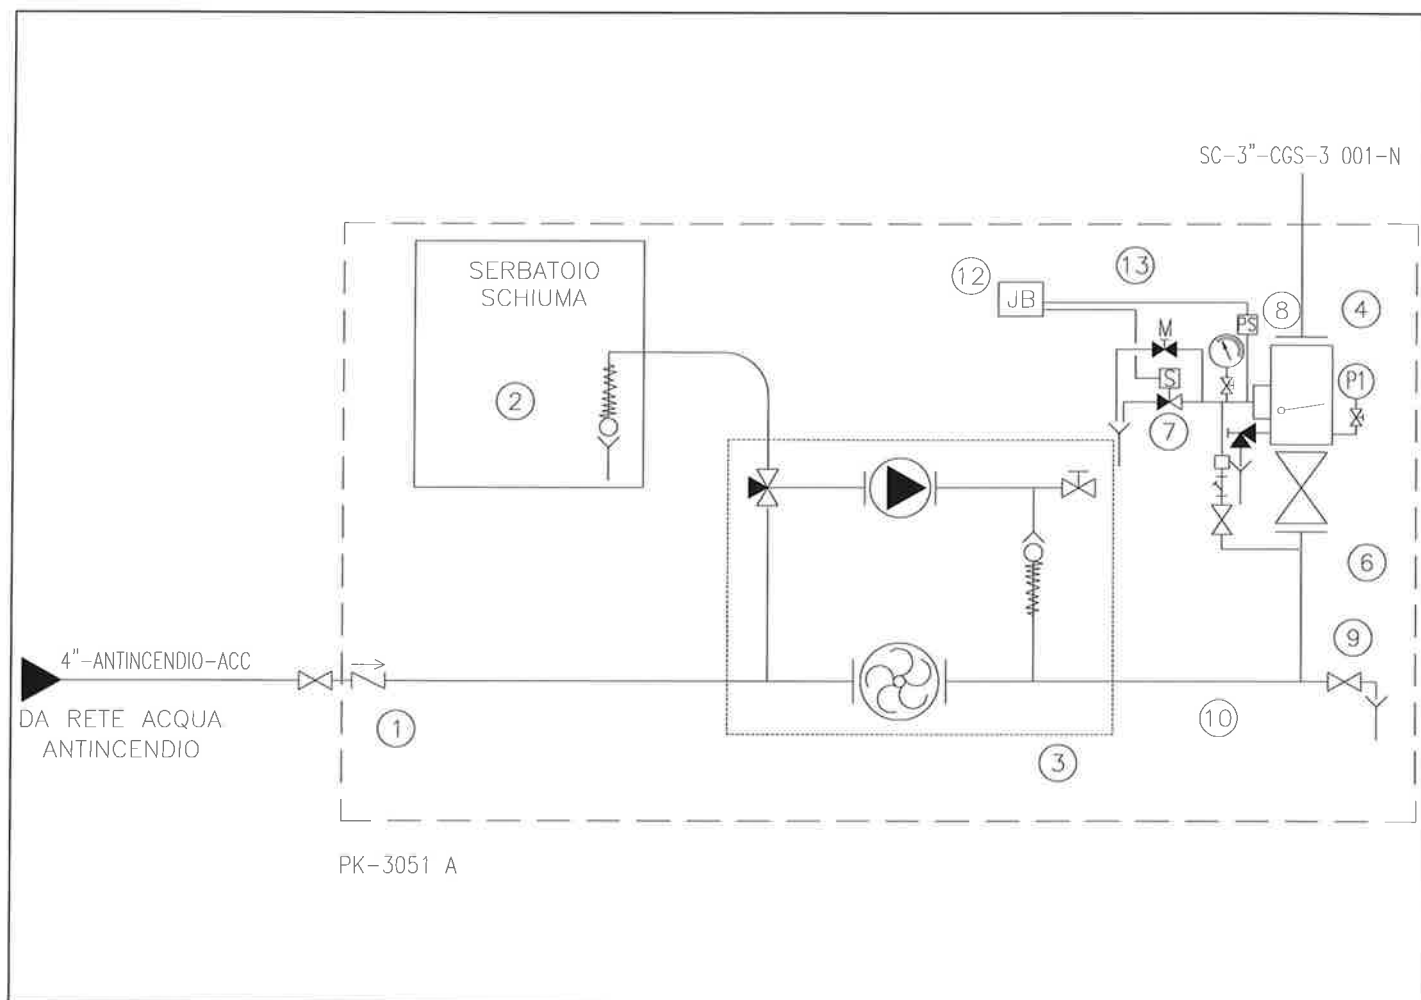 SC-3"-CGS-3 001-N
SERBATOIO
SCHIUMA
12
13
JB
M
PS
8
4
S
P1
2
7
6
9
4"-ANTINCENDIO-ACC
DA RETE ACQUA
ANTINCENDIO
1
10
3
PK-3051 A